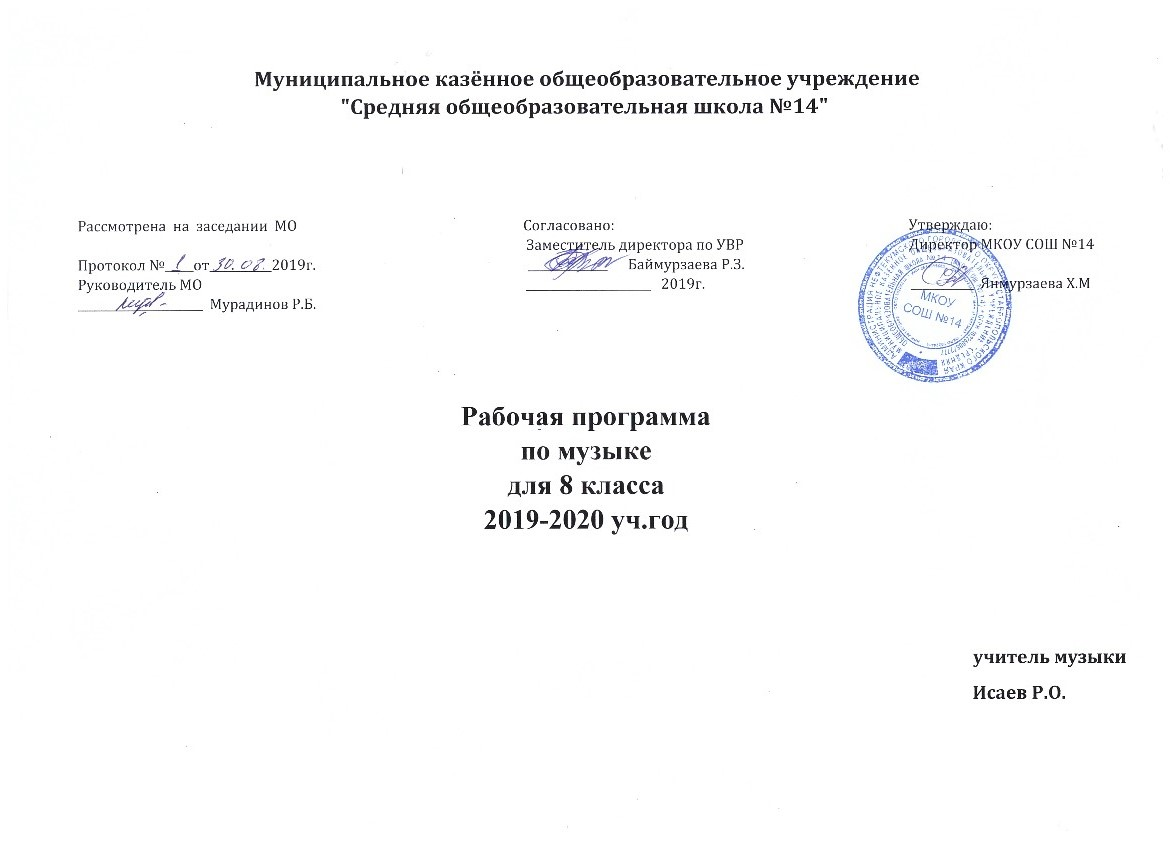 Муниципальное казённое общеобразовательное учреждение
"Средняя общеобразовательная школа №14"
Рассмотрена на заседании МО
Протокол № 1 от 30.08. 2019г.
Руководитель МО
Мурадинов Р.Б.
Согласовано:
Заместитель директора по УВР
Баймурзаева Р.З.
2019г.
Утверждаю:
Директор МКОУ СОШ №14
Янмурзаева Х.М
МКОУ
СОШ №14
Рабочая программа
по музыке
для 8 класса
2019-2020 уч.год
учитель музыки
Исаев Р.О.